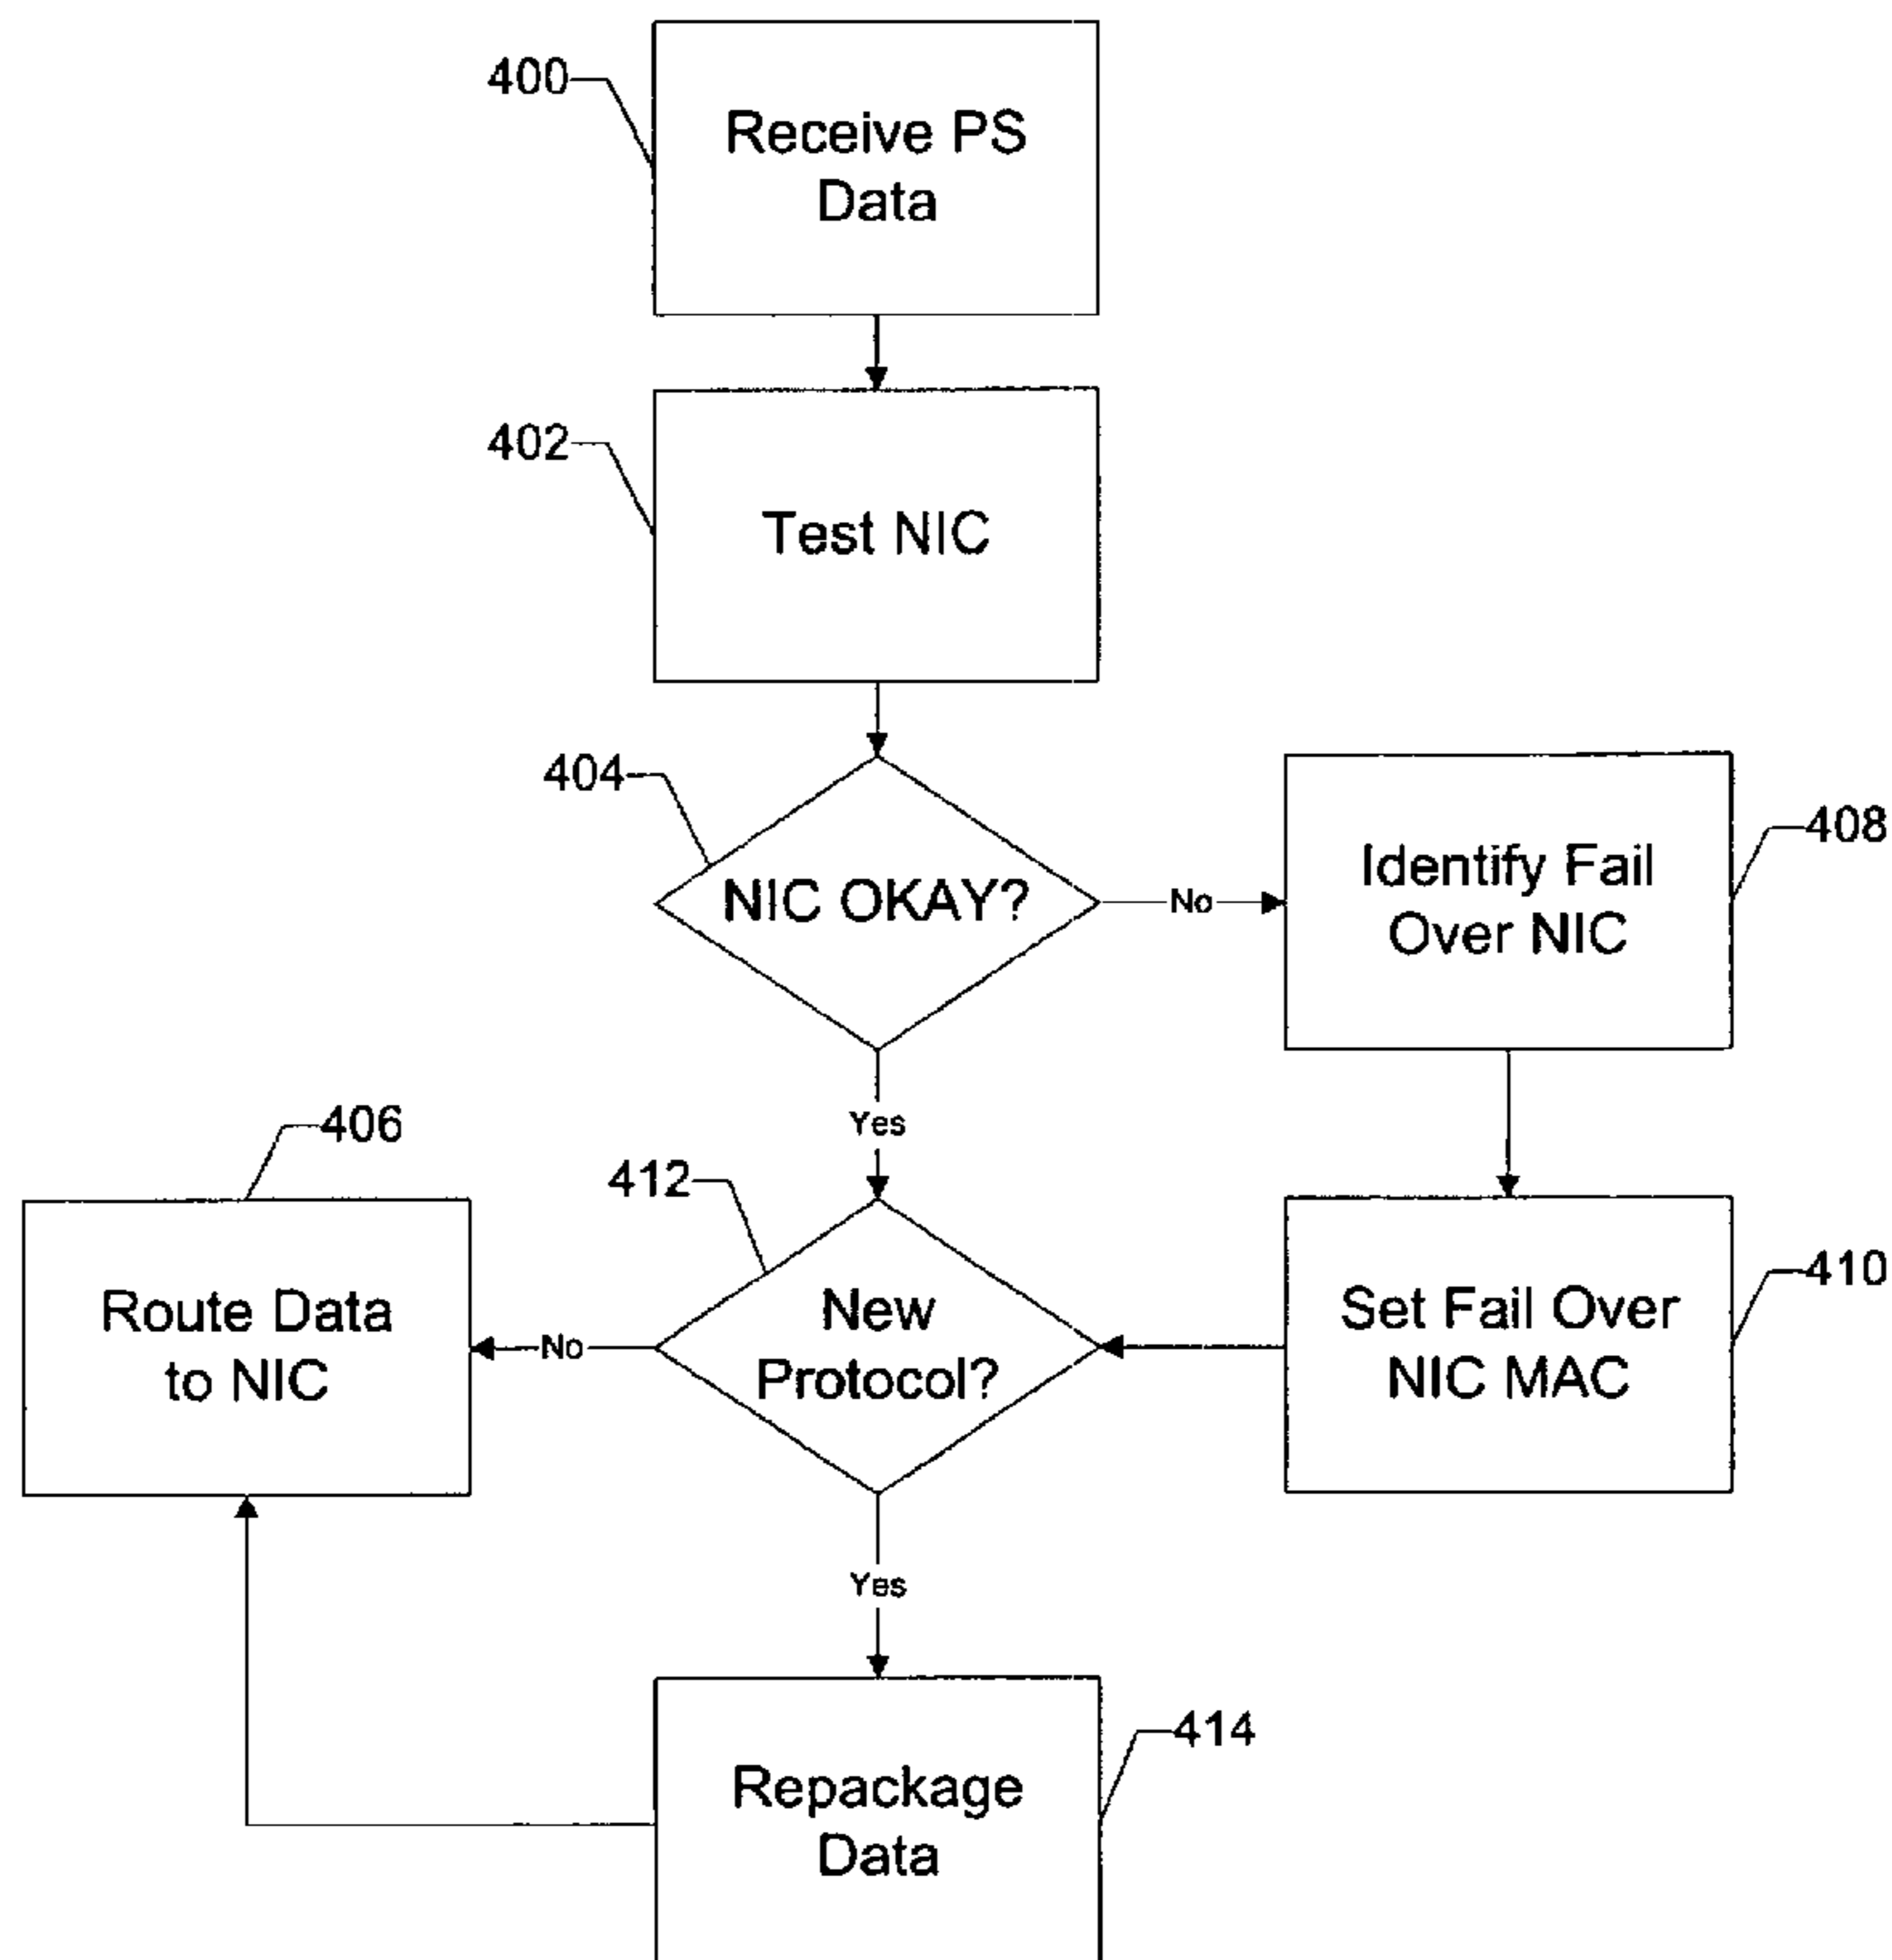 400
Receive PS
Data
402
Test NIC
404
NIC OKAY?
No
408
Identify Fail
Over NIC
Yes
406
412
Route Data
to NIC
No
New
Protocol?
410
Set Fail Over
NIC MAC
Yes
414
Repackage
Data